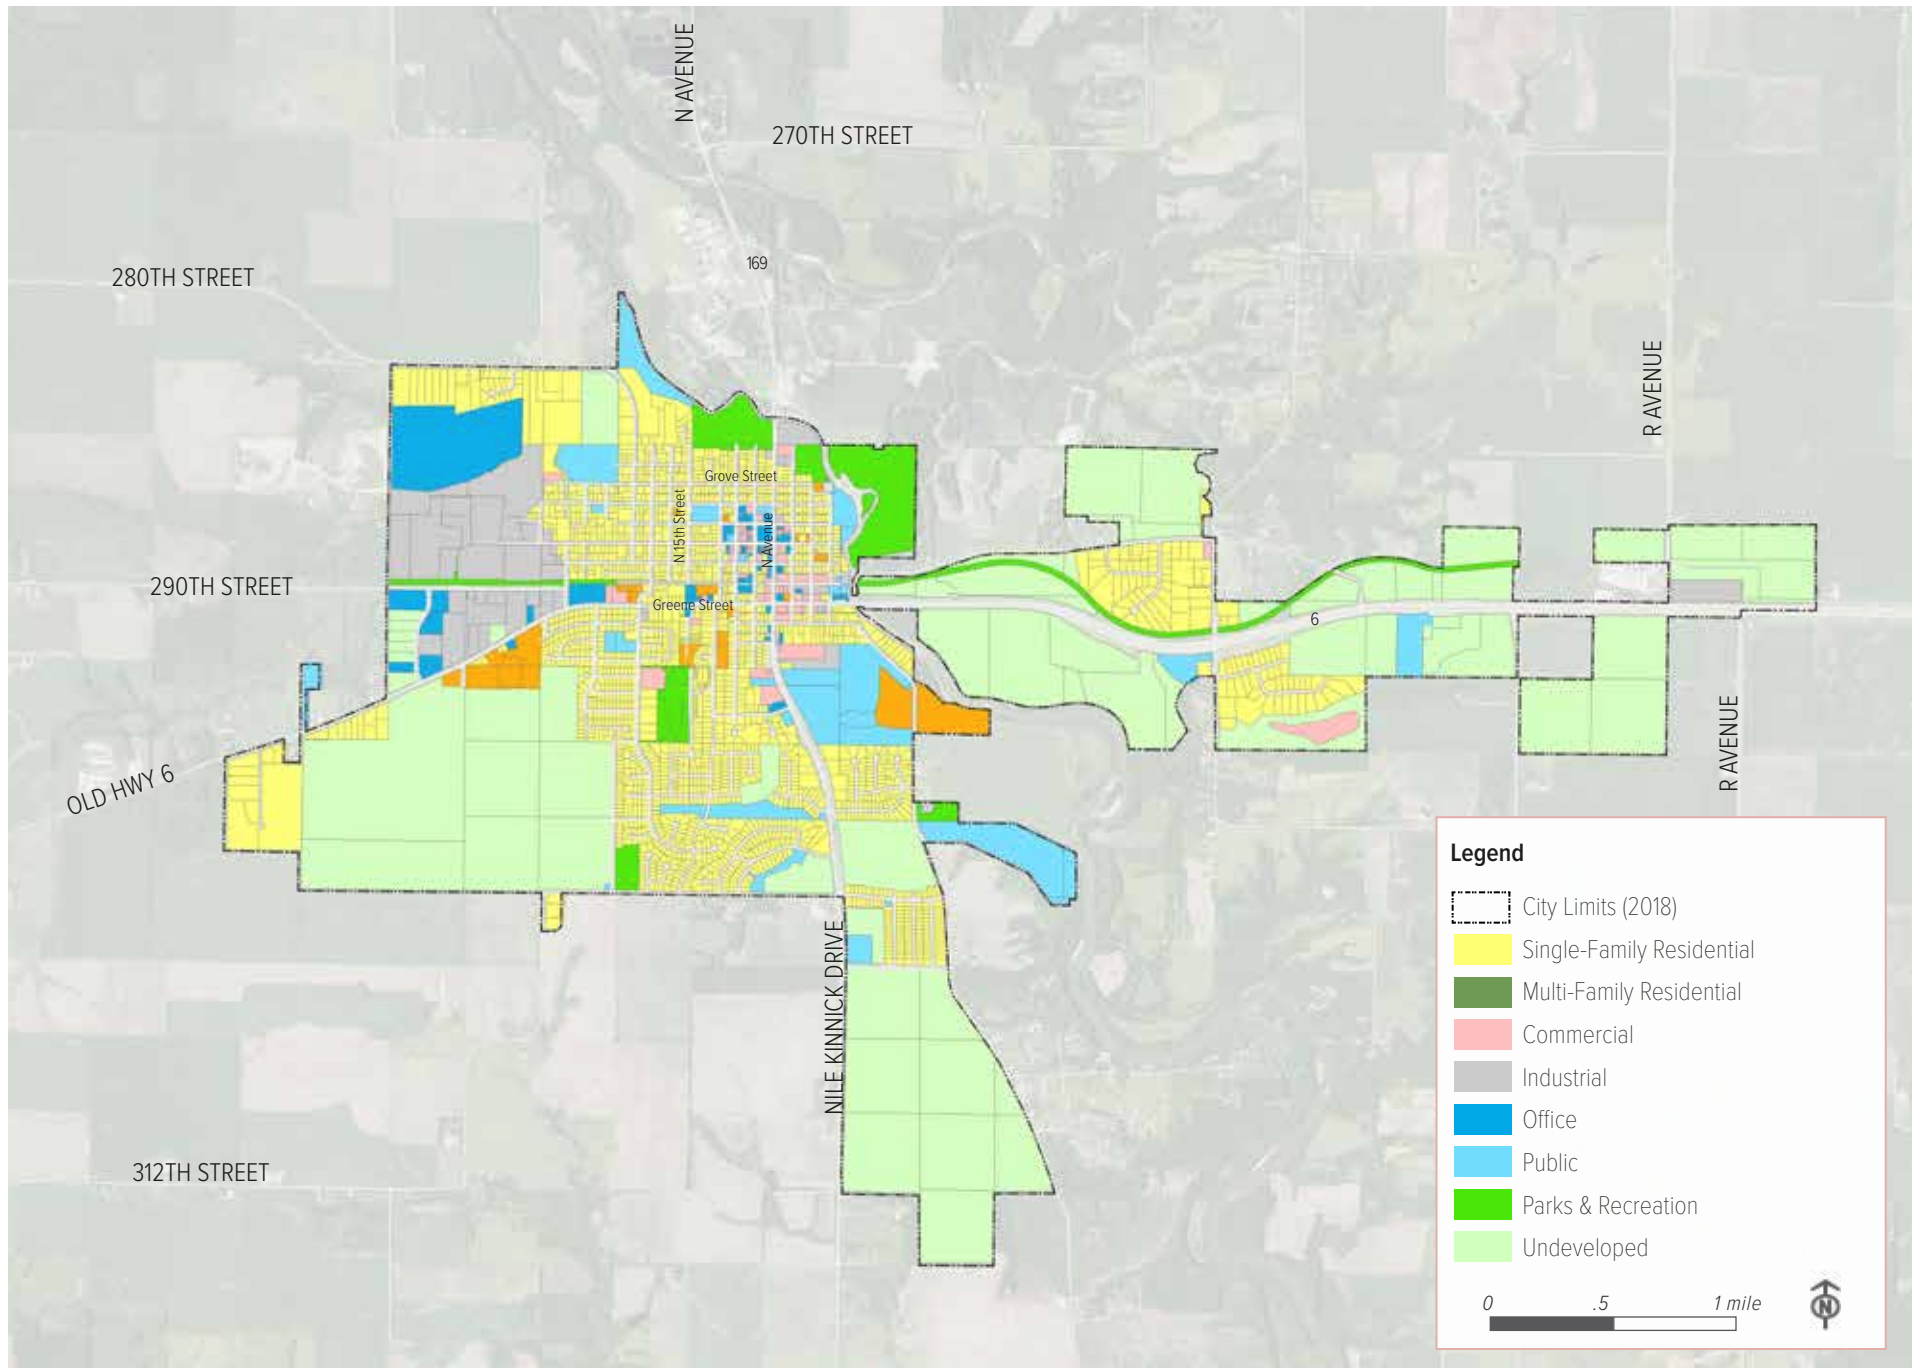 N AVENUE
270TH STREET
169
280TH STREET
R AVENUE
Grove Street
N 15th Street
N Avenue
290TH STREET
Greene Street
6
OLD HWY 6
R AVENUE
NILE KINNICK DRIVE
312TH STREET
Legend
City Limits (2018)
Single-Family Residential
Multi-Family Residential
Commercial
Industrial
Office
Public
Parks & Recreation
Undeveloped
0 .5 1 mile
N